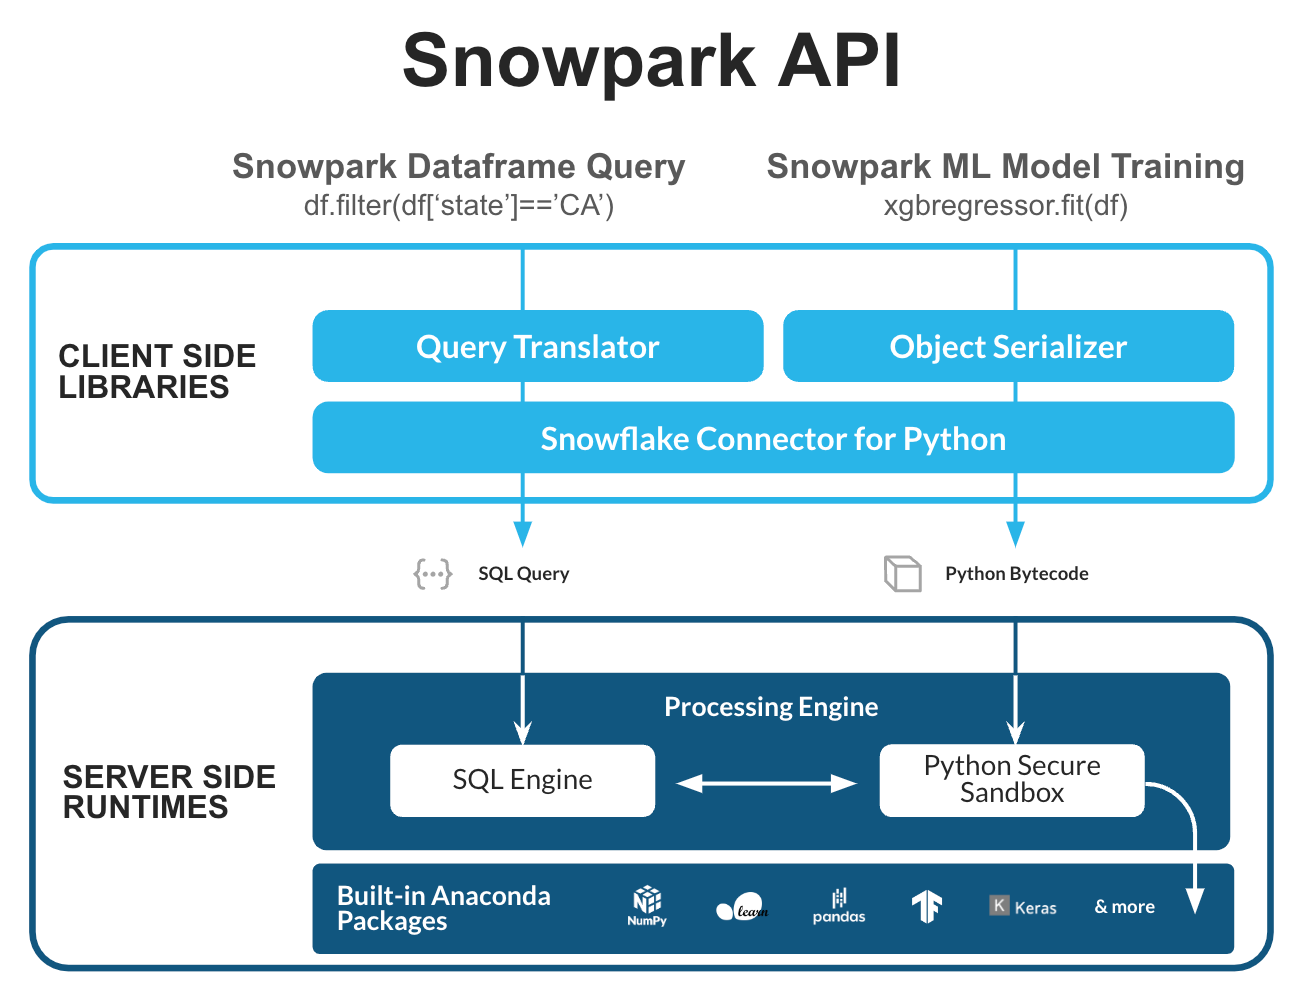 Snowpark API
Snowpark Dataframe Query
df.filter(df[‘state’]==’CA’)
Snowpark ML Model Training
xgbregressor.fit(df)
CLIENT SIDE
LIBRARIES
Query Translator
Object Serializer
Snowflake Connector for Python
{...}
SQL Query
Python Bytecode
SERVER SIDE
RUNTIMES
Processing Engine
SQL Engine
Python Secure
Sandbox
Built-in Anaconda
Packages
NumPy
learn
pandas
K Keras
& more